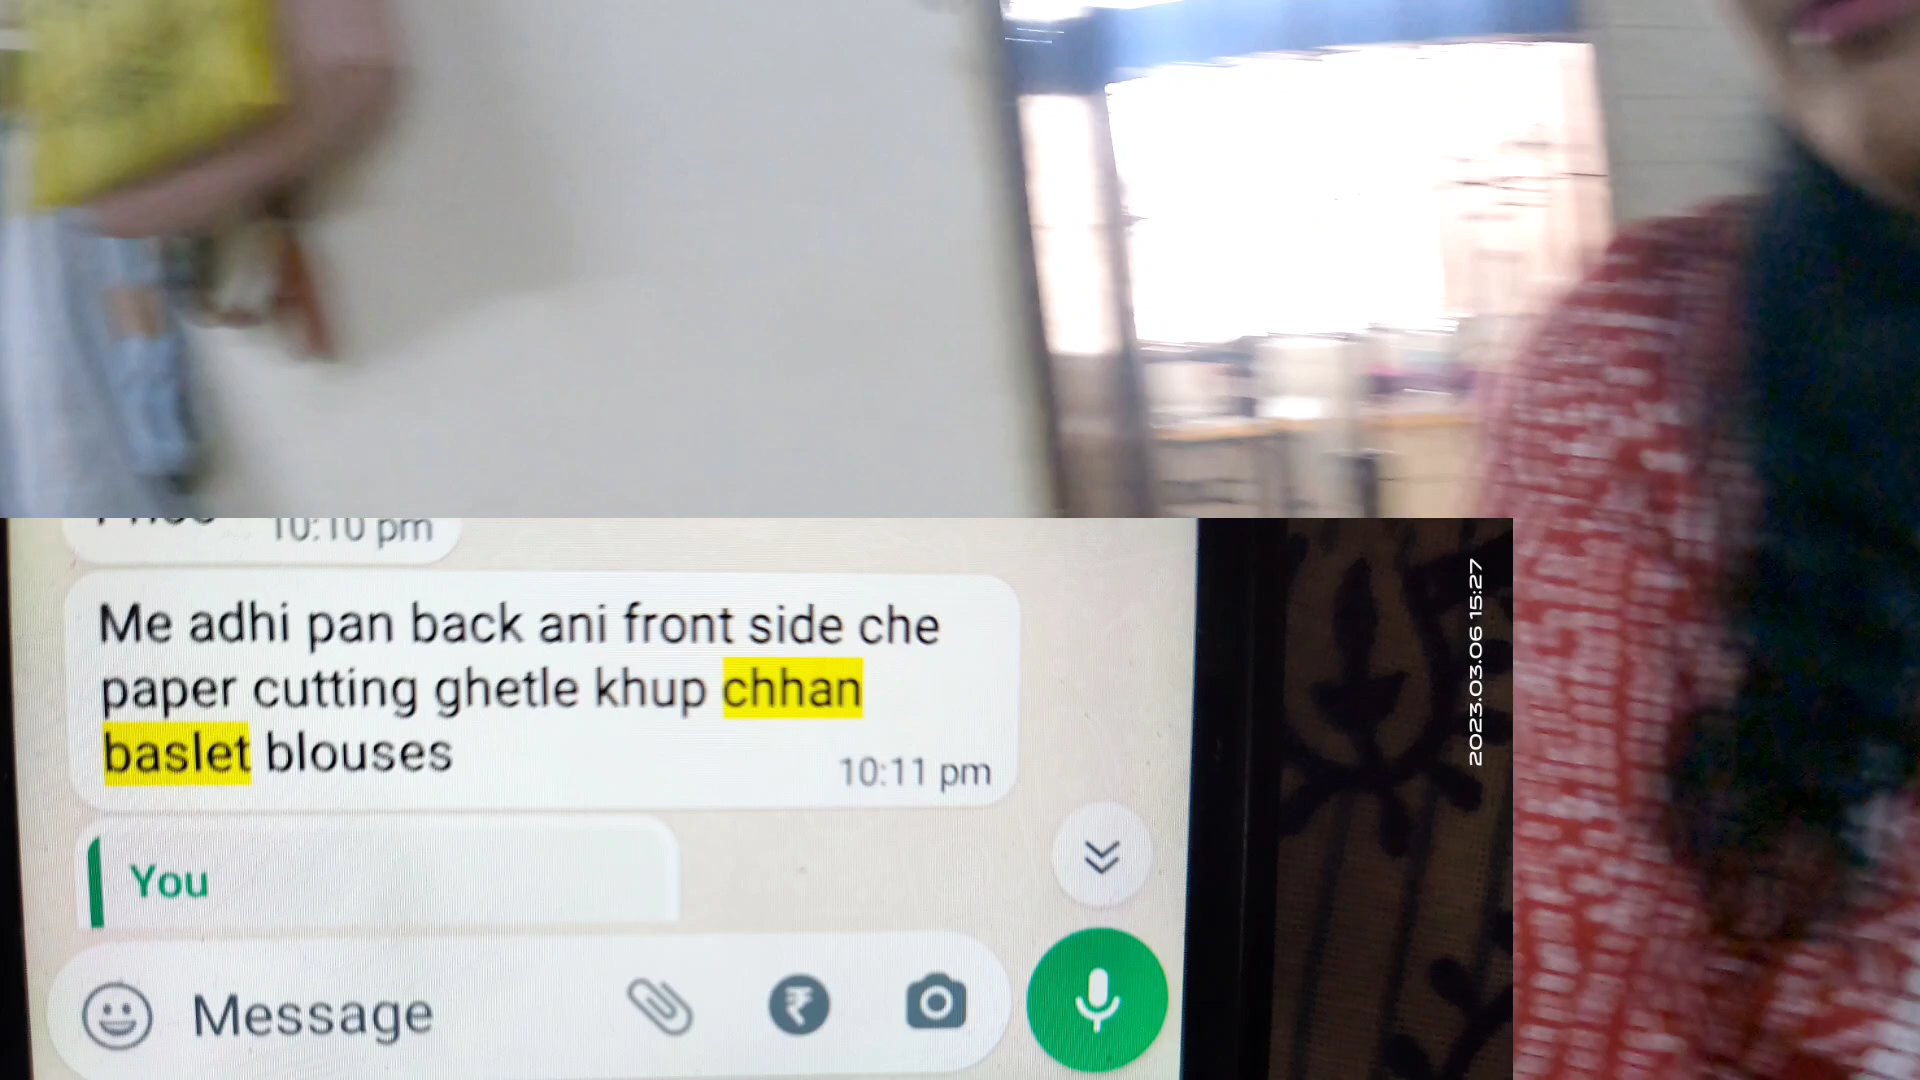 10:10 pm
Me adhi pan back ani front side che
paper cutting ghetle khup chhan
baslet blouses
10:11 pm
You
Message
2023.03.06 15:27